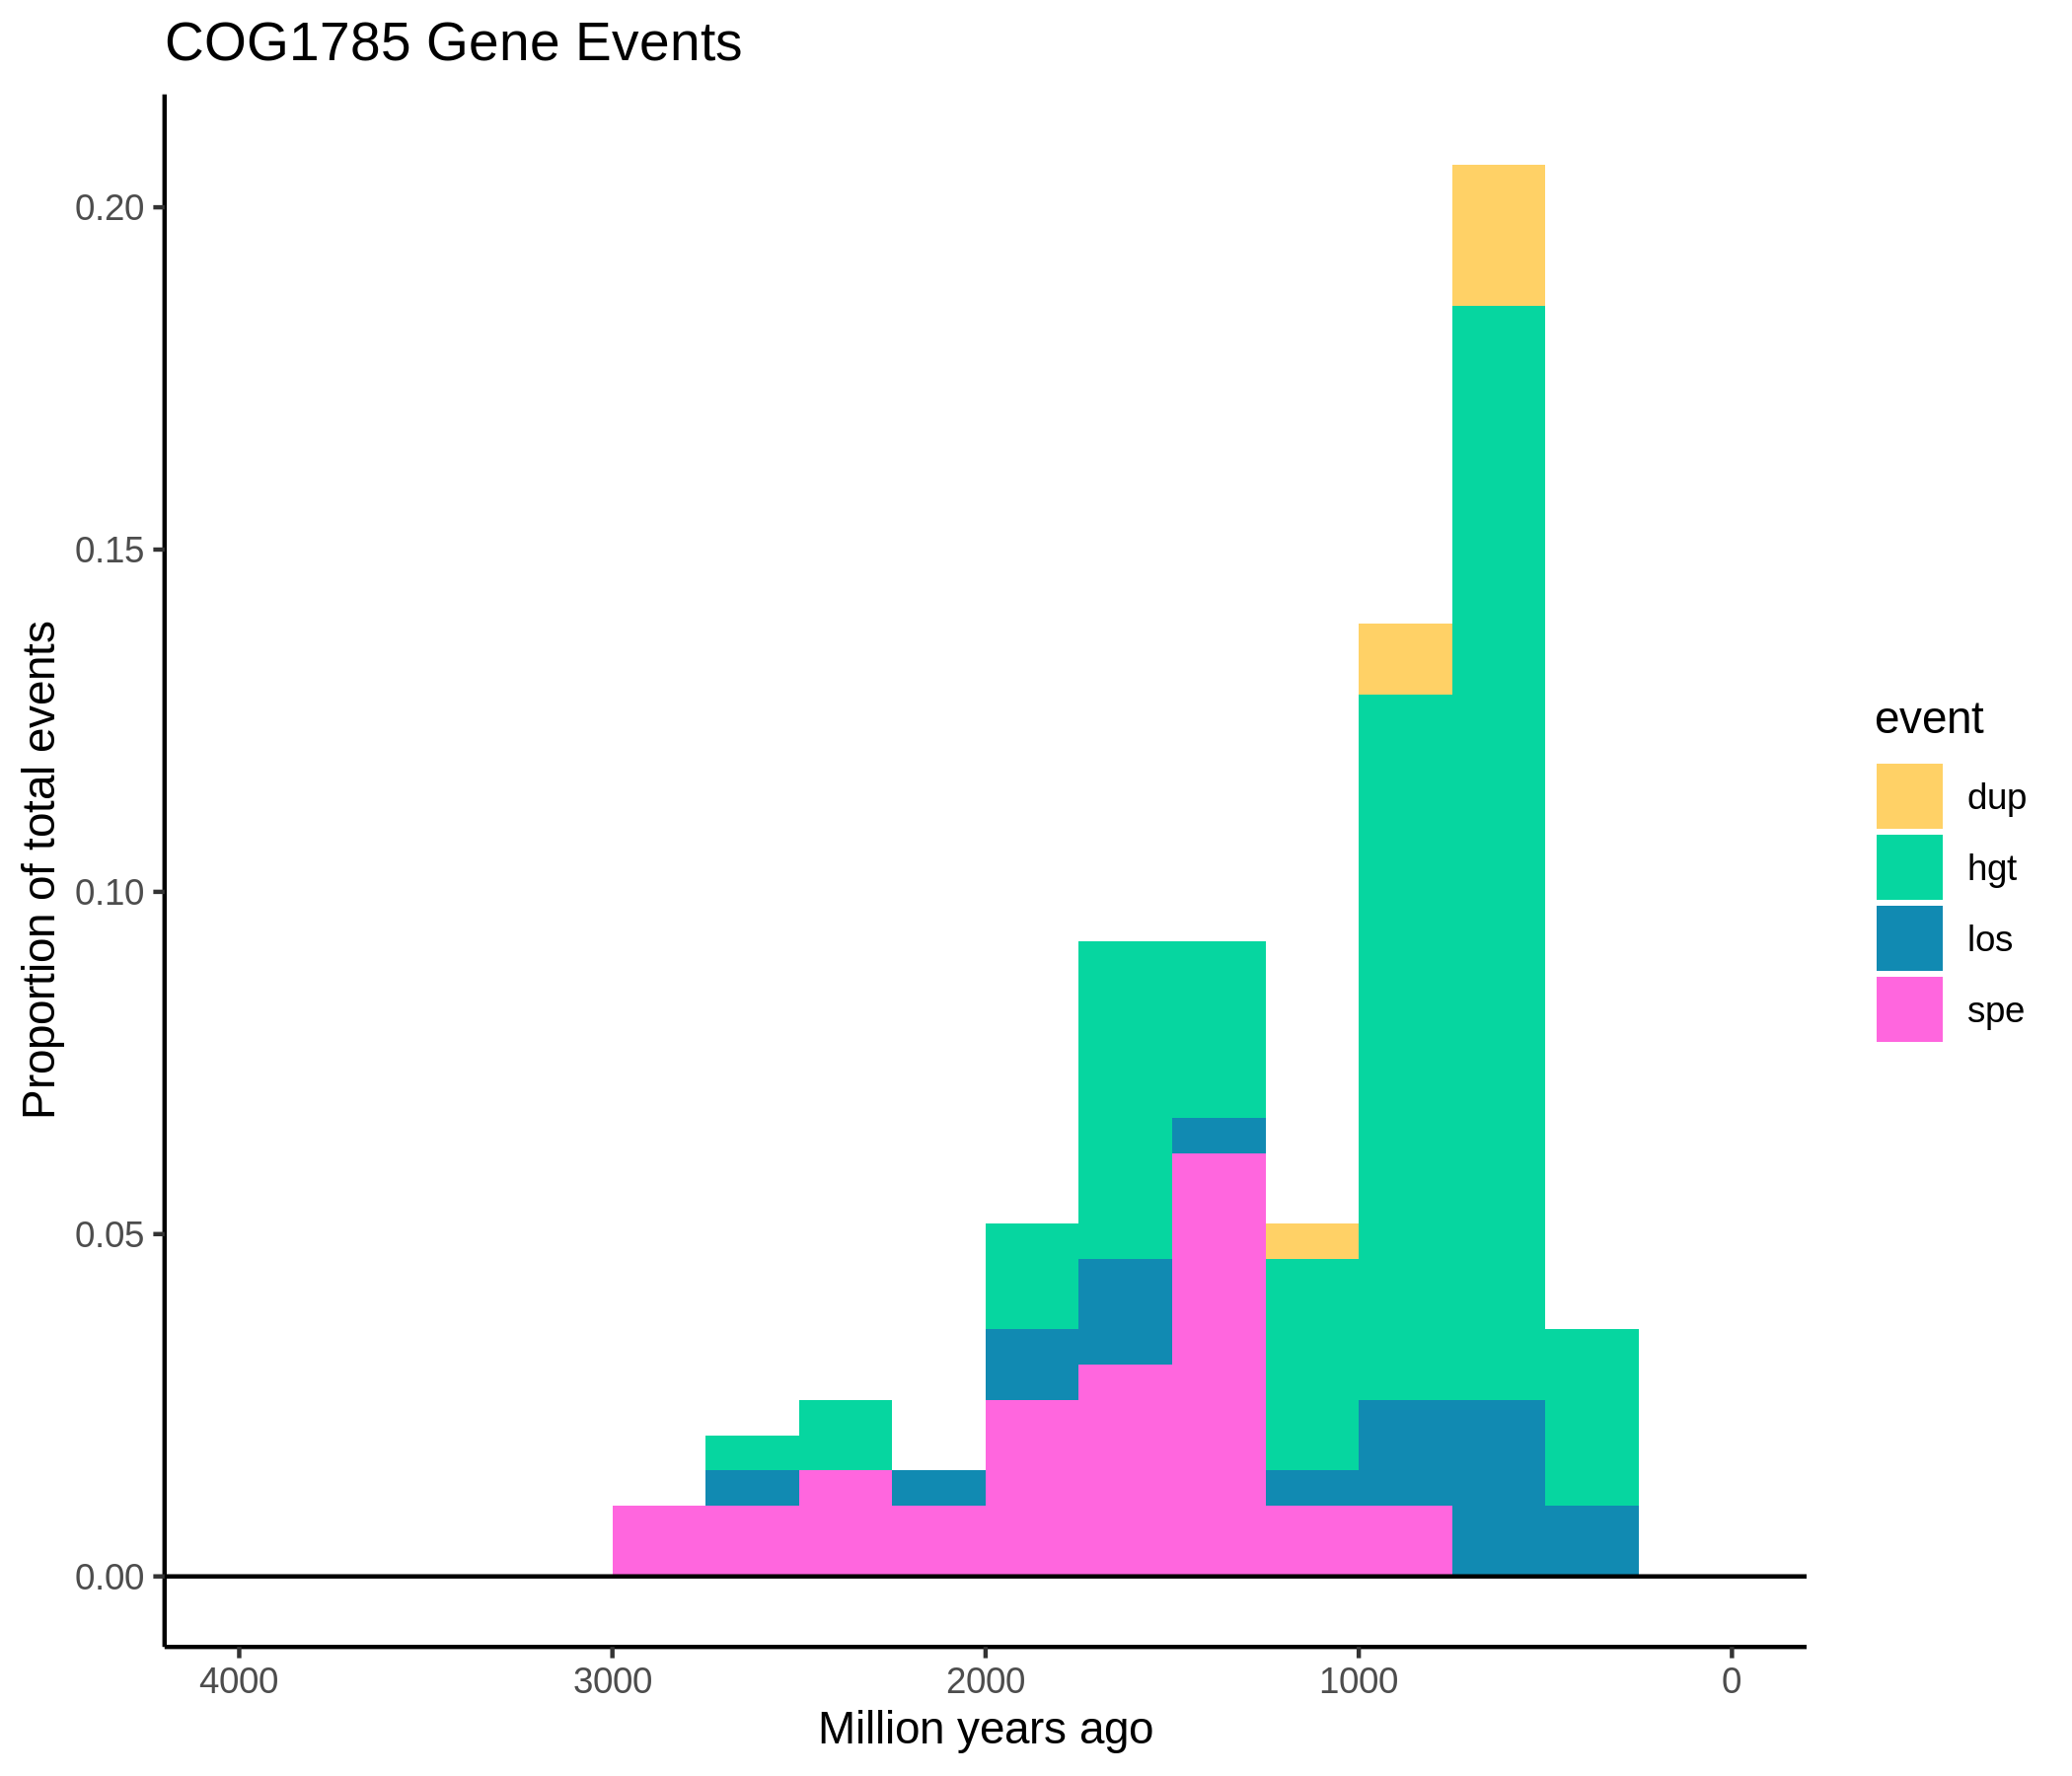 COG1785 Gene Events
Proportion of total events
0.20
0.15
0.10
0.05
0.00
4000 3000 2000 1000 0
Million years ago
event
dup
hgt
los
spe